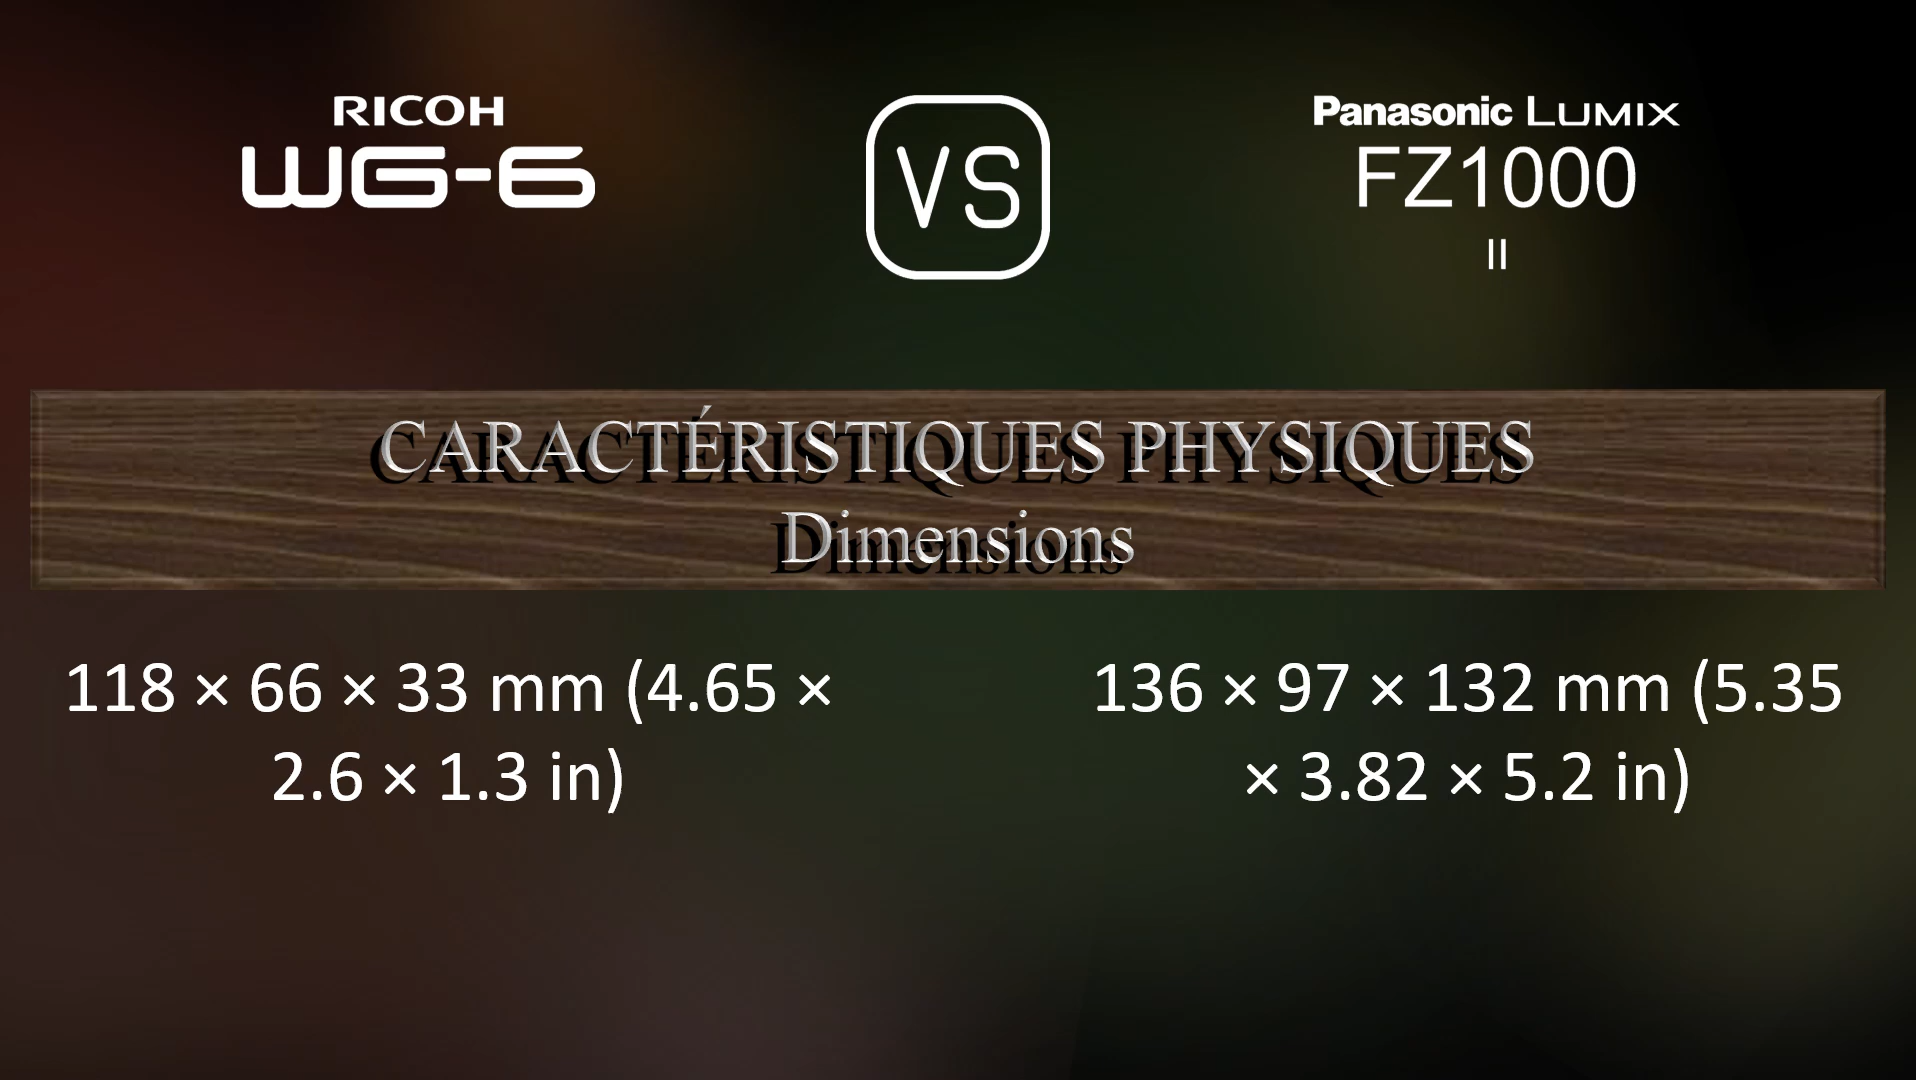 RICOH
WG-6
VS
Panasonic LUMIX
FZ1000
II
CARACTÉRISTIQUES PHYSIQUES
Dimensions
118 × 66 × 33 mm (4.65 ×
2.6 × 1.3 in)
136 × 97 × 132 mm (5.35
× 3.82 × 5.2 in)